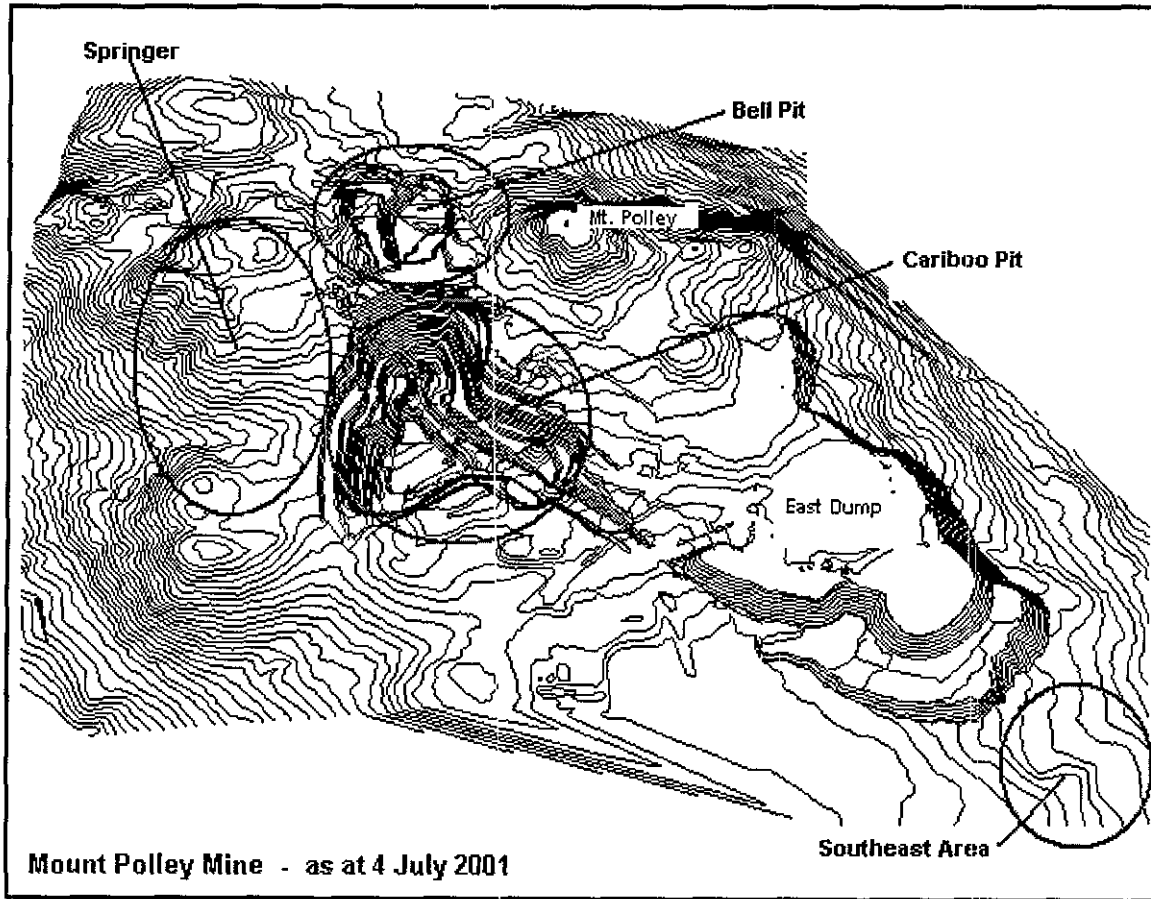 Springer
Bell Pit
Mt. Polley
Cariboo Pit
East Dump
Southeast Area
Mount Polley Mine - as at 4 July 2001